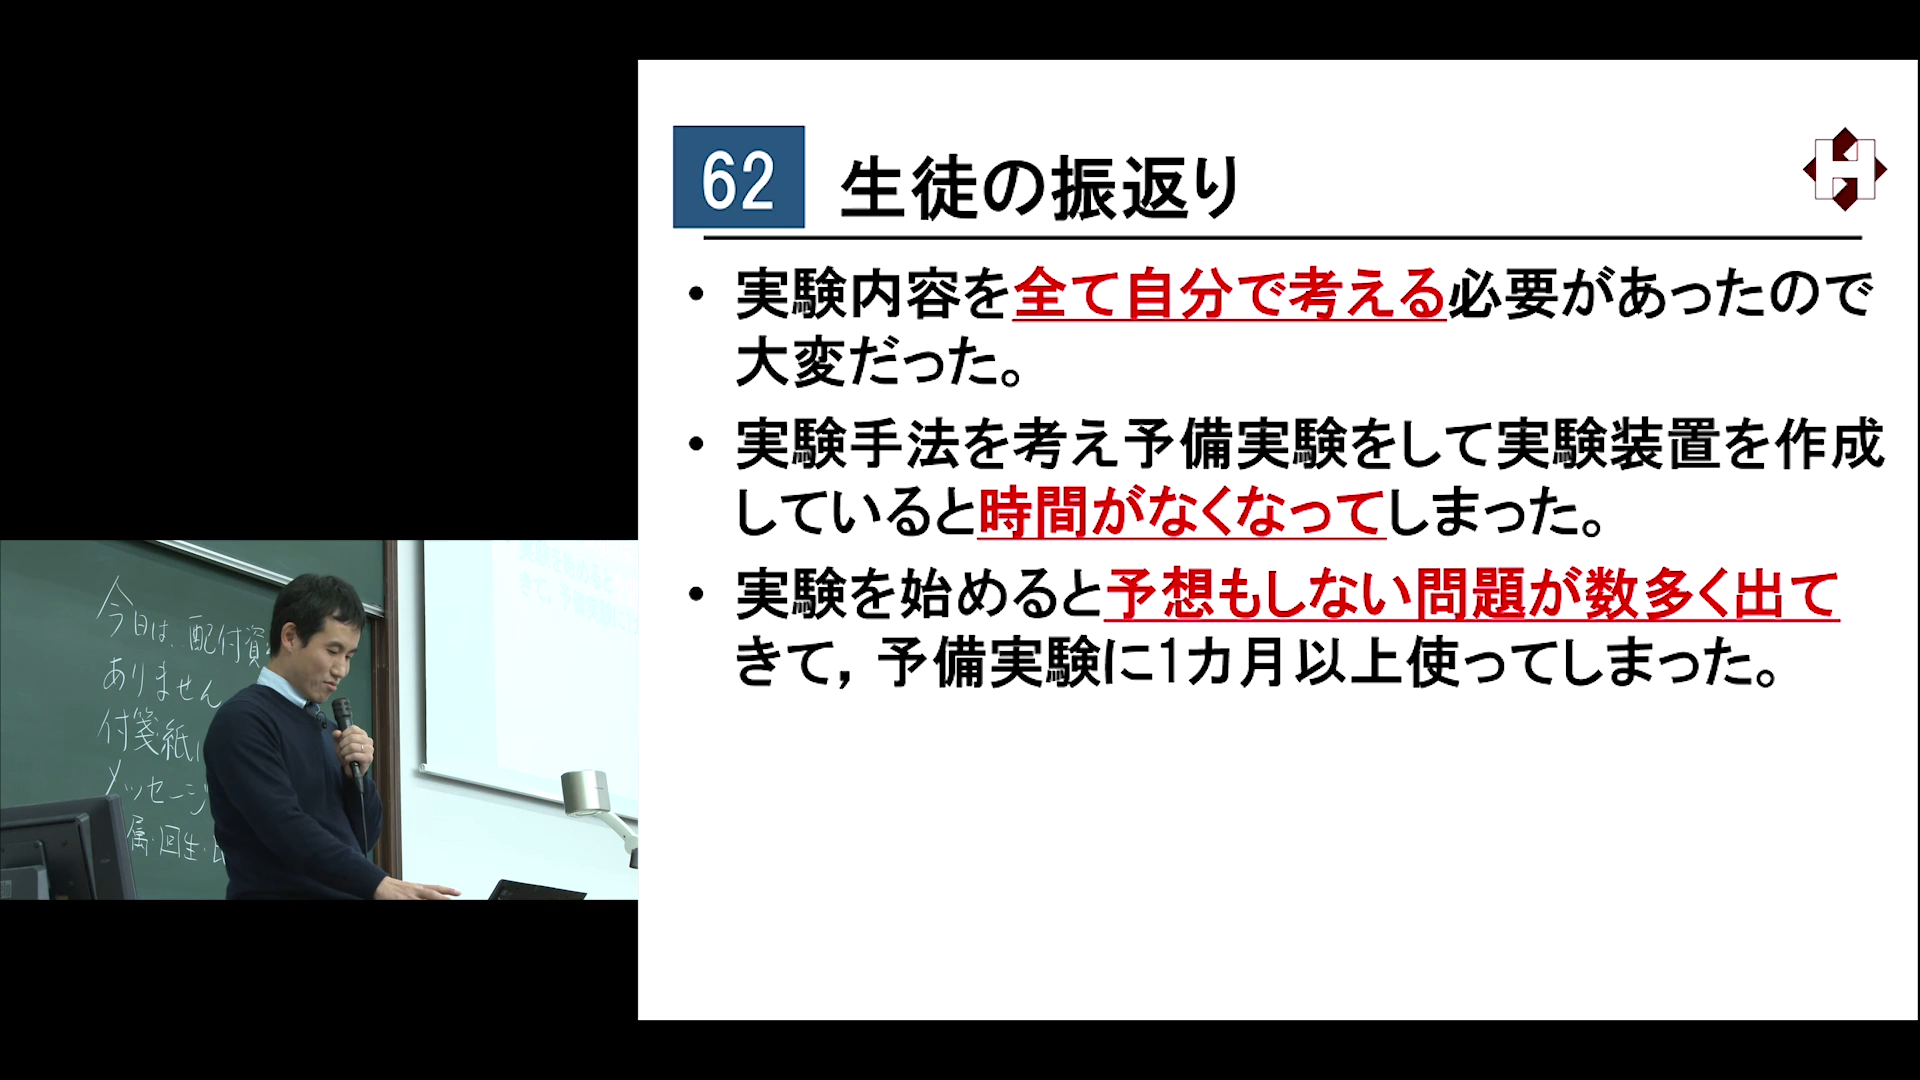 62
生徒の振返り
• 実験内容を全て自分で考える必要があったので
大変だった。
• 実験手法を考え予備実験をして実験装置を作成
していると時間がなくなってしまった。
• 実験を始めると予想もしない問題が数多く出て
きて，予備実験に1カ月以上使ってしまった。
今日は、配付資
ありません
付箋紙に
メッセージ
属・回生・